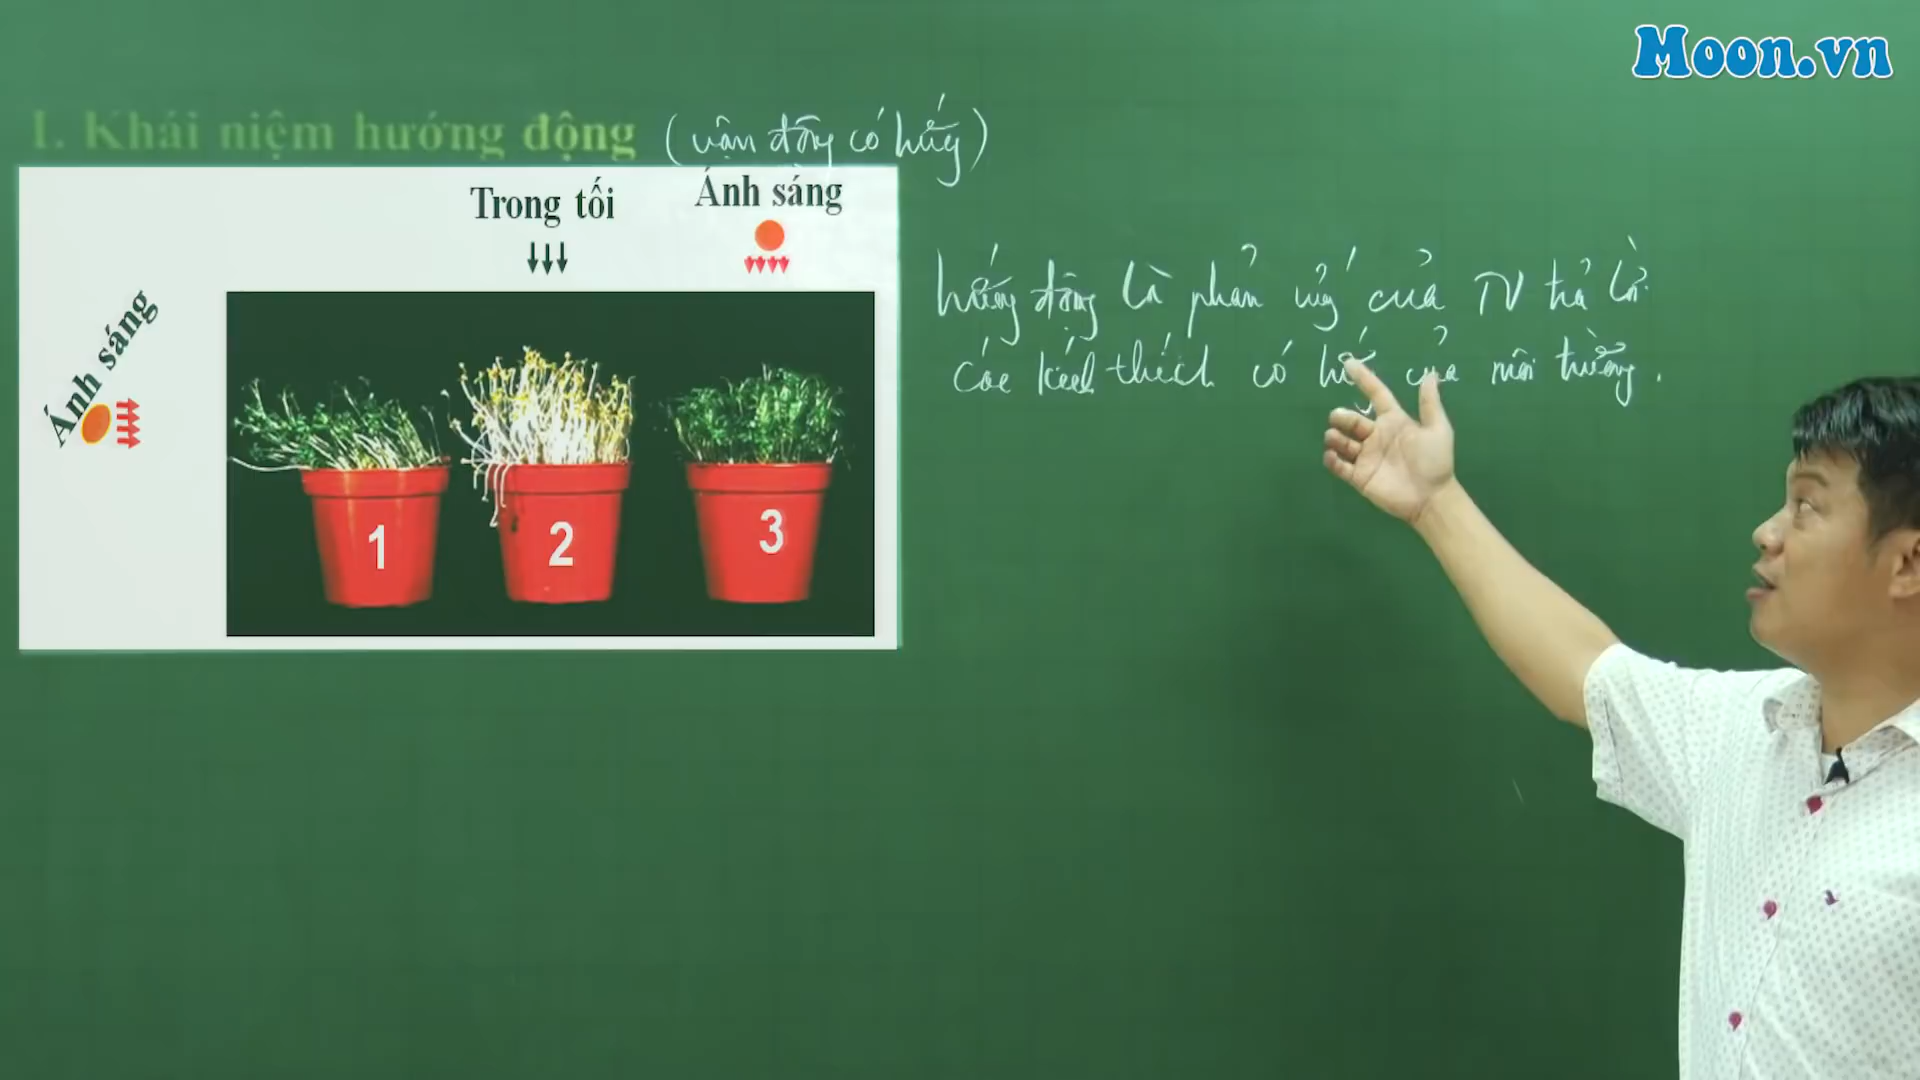 Moon.vn
I. Khái niệm hướng động (vận động có hướng)
Trong tối
Ánh sáng
Ánh sáng
1
2
3
hướng động là phản ứng của TV trả lời
các kích thích có hướng của môi trường.